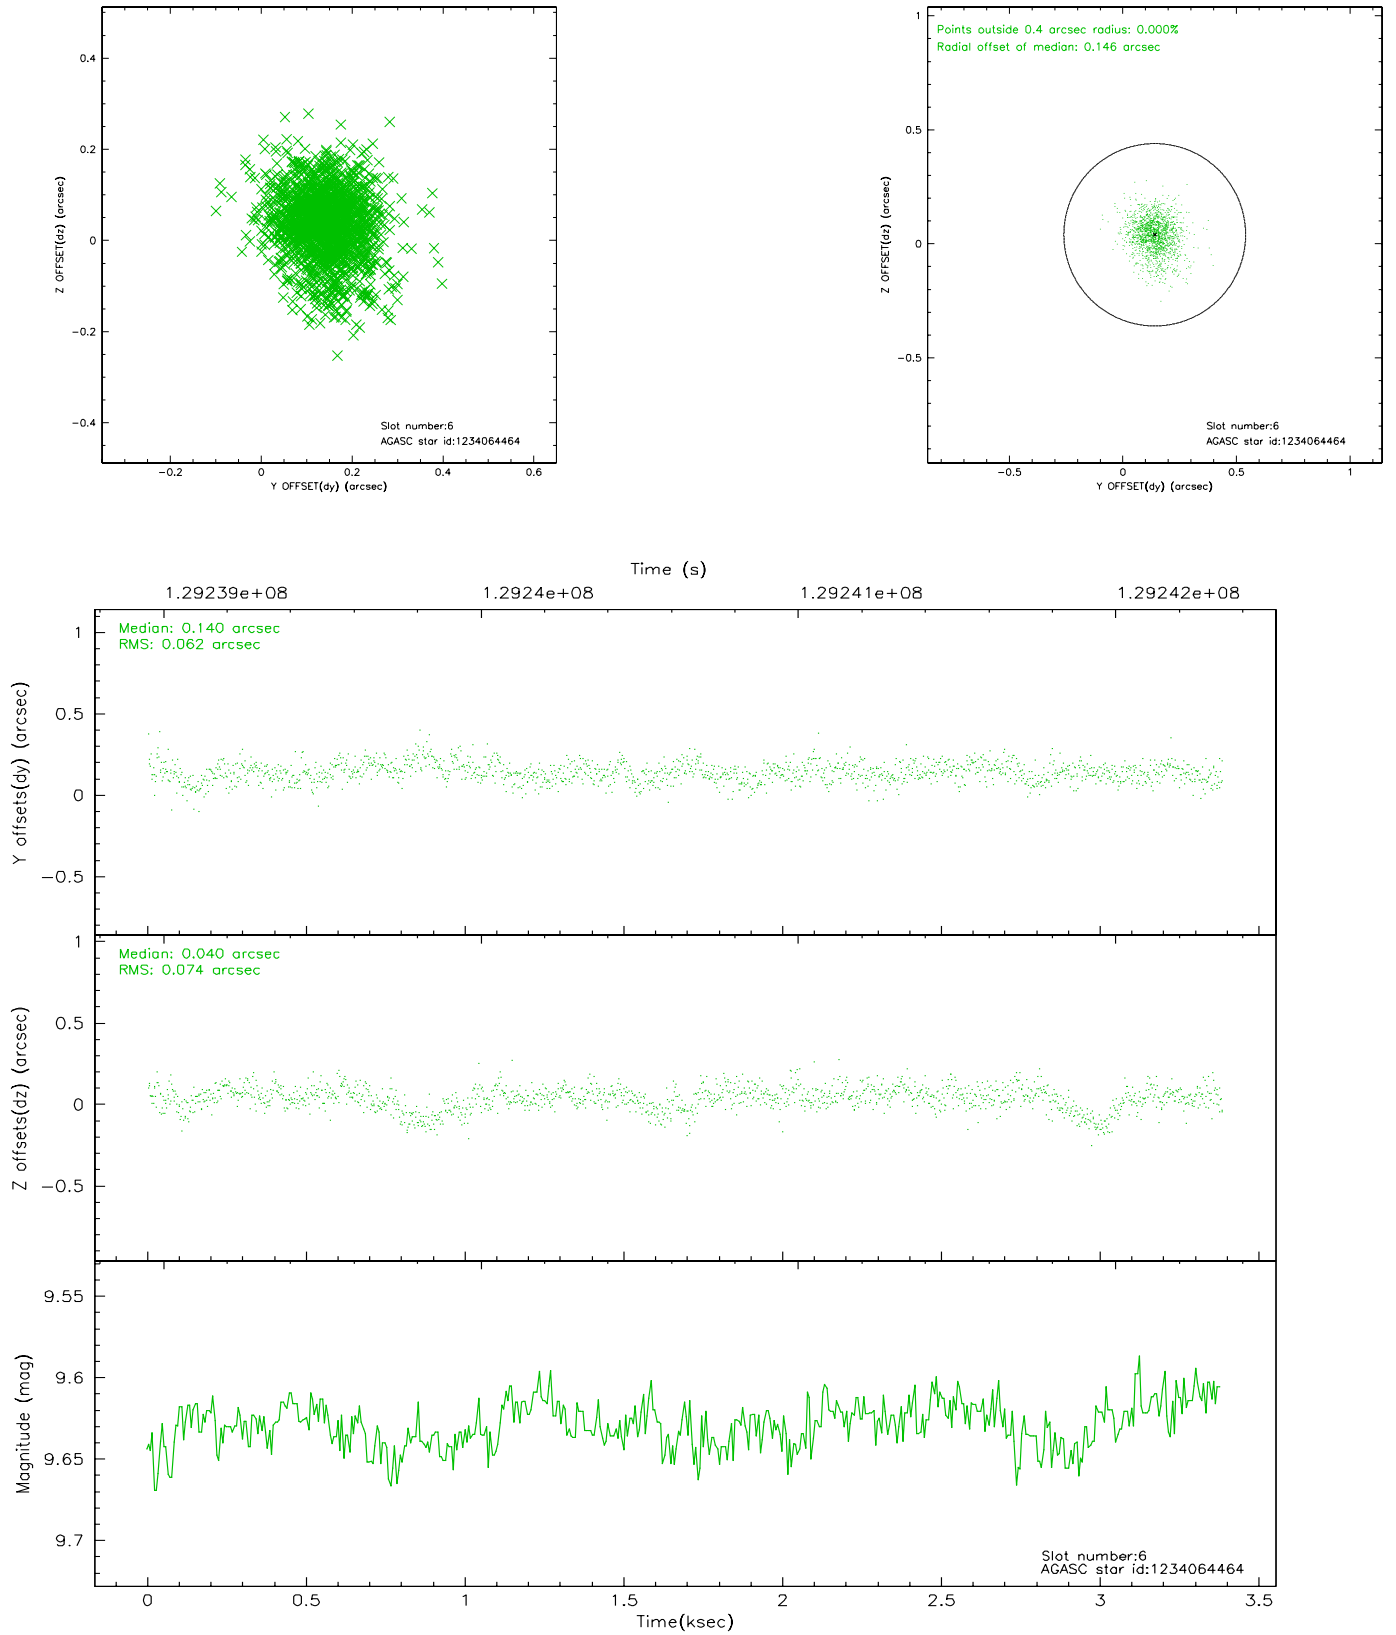 0.4
0.2
0
-0.2
-0.4
Z OFFSET(dz) (arcsec)
Slot number:6
AGASC star id:1234064464
-0.2 0 0.2 0.4 0.6
Y OFFSET(dy) (arcsec)
Points outside 0.4 arcsec radius: 0.000%
Radial offset of median: 0.146 arcsec
1
0.5
0
-0.5
Z OFFSET(dz) (arcsec)
Slot number:6
AGASC star id:1234064464
-0.5 0 0.5 1
Y OFFSET(dy) (arcsec)
Time (s)
1.29239e+08 1.2924e+08 1.29241e+08 1.29242e+08
Median: 0.140 arcsec
RMS: 0.062 arcsec
1
0.5
0
-0.5
Y offsets(dy) (arcsec)
Median: 0.040 arcsec
RMS: 0.074 arcsec
1
0.5
0
-0.5
Z offsets(dz) (arcsec)
9.55
9.6
9.65
9.7
Magnitude (mag)
Slot number:6
AGASC star id:1234064464
0 0.5 1 1.5 2 2.5 3 3.5
Time(ksec)